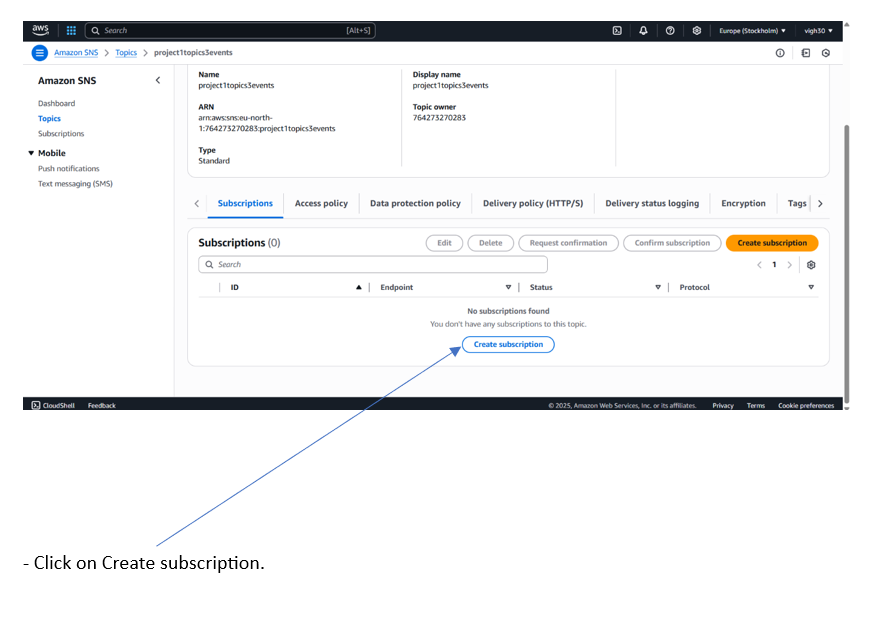 aws Search [Alt+S] Europe (Stockholm) vigh30
Amazon SNS > Topics > project1topics3events
Amazon SNS
Dashboard
Topics
Subscriptions
Mobile
Push notifications
Text messaging (SMS)
Name
project1topics3events
ARN
arn:aws:sns:eu-north-
1:764273270283:project1topics3events
Type
Standard
Display name
project1topics3events
Topic owner
764273270283
Subscriptions Access policy Data protection policy Delivery policy (HTTP/S) Delivery status logging Encryption Tags
Subscriptions (0) Edit Delete Request confirmation Confirm subscription Create subscription
Search 1
ID Endpoint Status Protocol
No subscriptions found
You don't have any subscriptions to this topic.
Create subscription
CloudShell Feedback © 2025, Amazon Web Services, Inc. or its affiliates. Privacy Terms Cookie preferences
- Click on Create subscription.